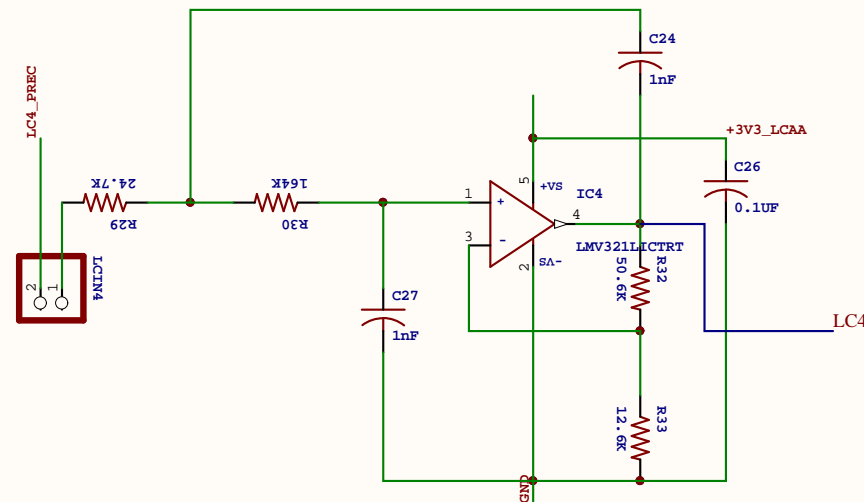 C24
1nF
LC4_PREC
+3V3_LCAA
C26
0.1UF
24.7K
R29
164K
R30
1
+
5
+VS
IC4
4
3
-
2
-VS
LMV321LICTRT
R32
50.6K
LCIN4
2
1
C27
1nF
LC4
R33
12.6K
GND